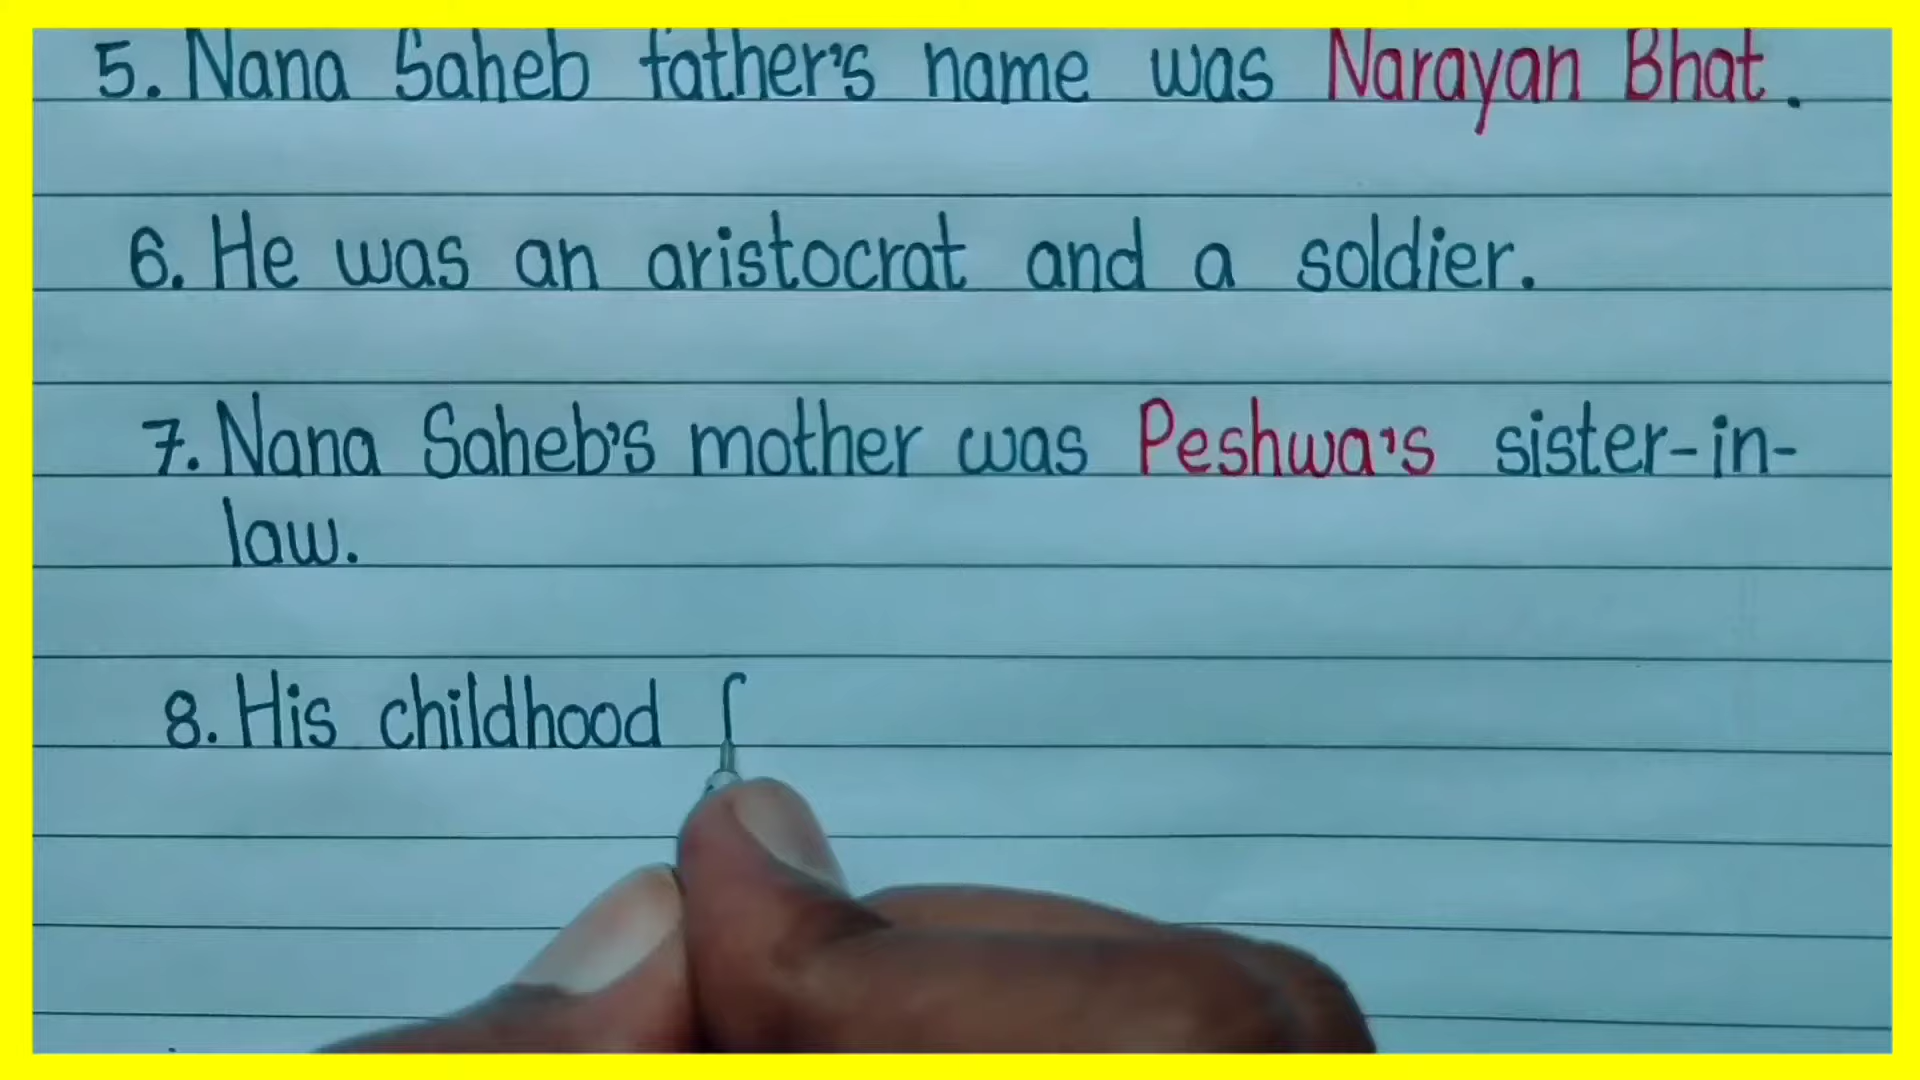 5. Nana Saheb father's name was Narayan Bhat.
6. He was an aristocrat and a soldier.
7. Nana Saheb's mother was Peshwa's sister-in-
law.
8. His childhood